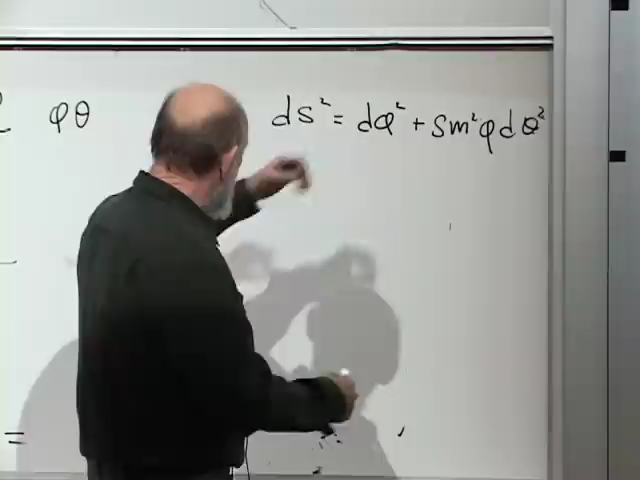 φθ
ds² = dφ² + sin²φ dθ²
=